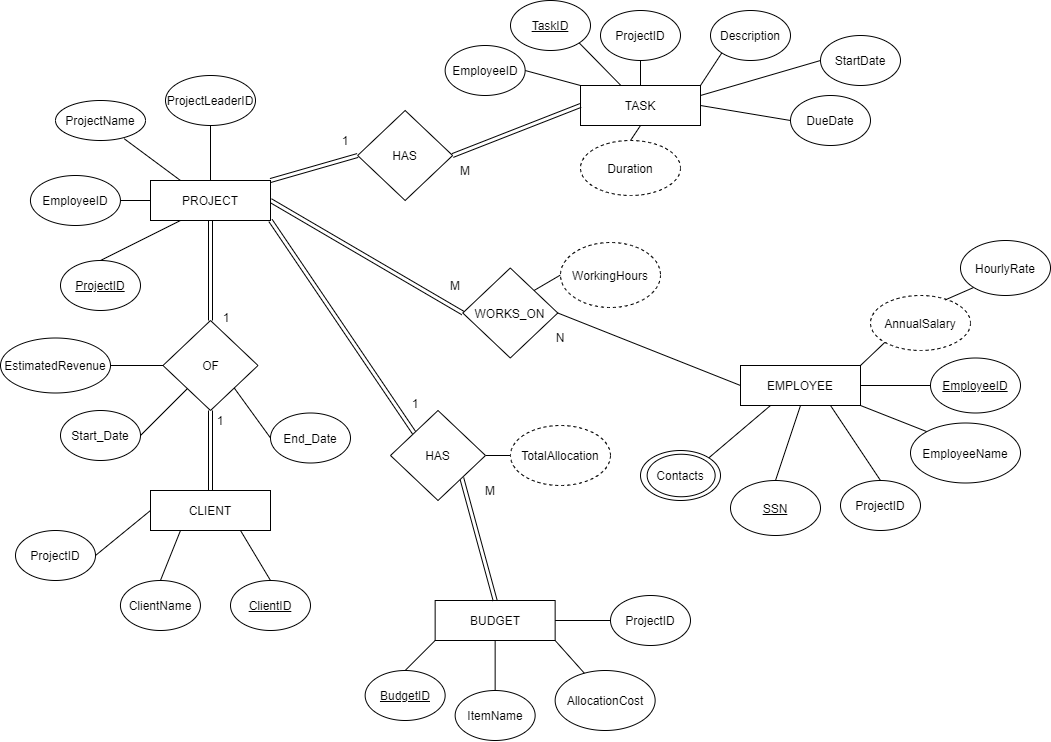 TaskID
ProjectID
Description
EmployeeID
StartDate
TASK
DueDate
Duration
ProjectLeaderID
ProjectName
1
HAS
M
EmployeeID
PROJECT
ProjectID
M
WORKS_ON
WorkingHours
N
HourlyRate
AnnualSalary
EMPLOYEE
EmployeeID
EmployeeName
Contacts
SSN
ProjectID
1
EstimatedRevenue
OF
Start_Date
1
End_Date
1
HAS
TotalAllocation
M
CLIENT
ProjectID
ClientName
ClientID
BUDGET
ProjectID
BudgetID
ItemName
AllocationCost